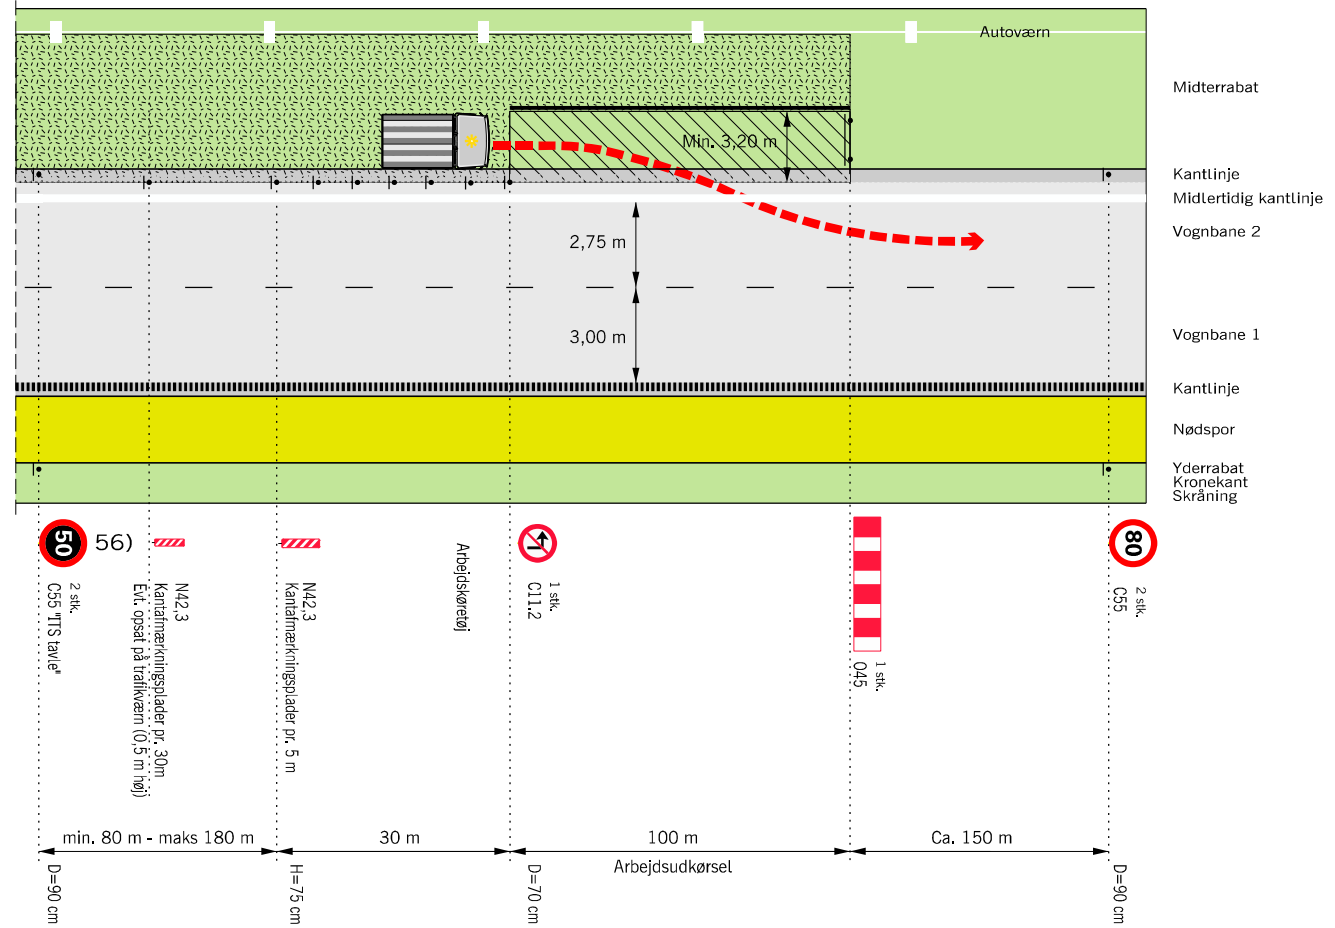 Autoværn
Midterrabat
Min. 3,20 m
Kantlinje
Midlertidig kantlinje
Vognbane 2
2,75 m
3,00 m
Vognbane 1
Kantlinje
Nødspor
Yderrabat
Kronekant
Skråning
50
56)
2 stk.
C55 "ITS tavle"
N42,3
Kantafmærkningsplader pr. 30m
Evt. opsat på trafikværn (0,5 m høj)
N42,3
Kantafmærkningsplader pr. 5 m
Arbejdskøretøj
1 stk.
C11.2
1 stk.
O45
80
2 stk.
C55
min. 80 m - maks 180 m
30 m
100 m
Ca. 150 m
Arbejdsudkørsel
D=90 cm
H=75 cm
D=70 cm
D=90 cm